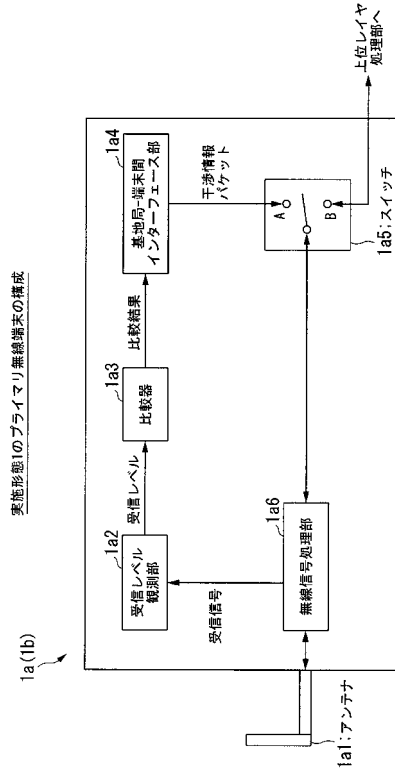 実施形態1のプライマリ無線端末の構成
1a(1b)
1a1;アンテナ
1a6
無線信号処理部
受信信号
1a2
受信レベル
観測部
受信レベル
1a3
比較器
比較結果
1a4
基地局-端末間
インターフェース部
干渉情報
パケット
A
B
1a5;スイッチ
上位レイヤ
処理部へ